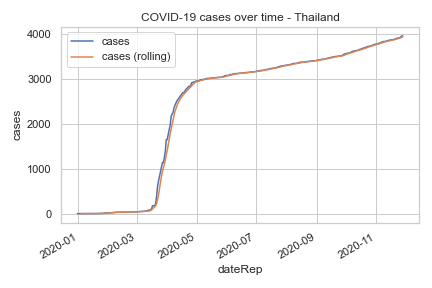 COVID-19 cases over time - Thailand
cases
cases (rolling)
4000
3000
2000
1000
0
cases
2020-01
2020-03
2020-05
2020-07
2020-09
2020-11
dateRep